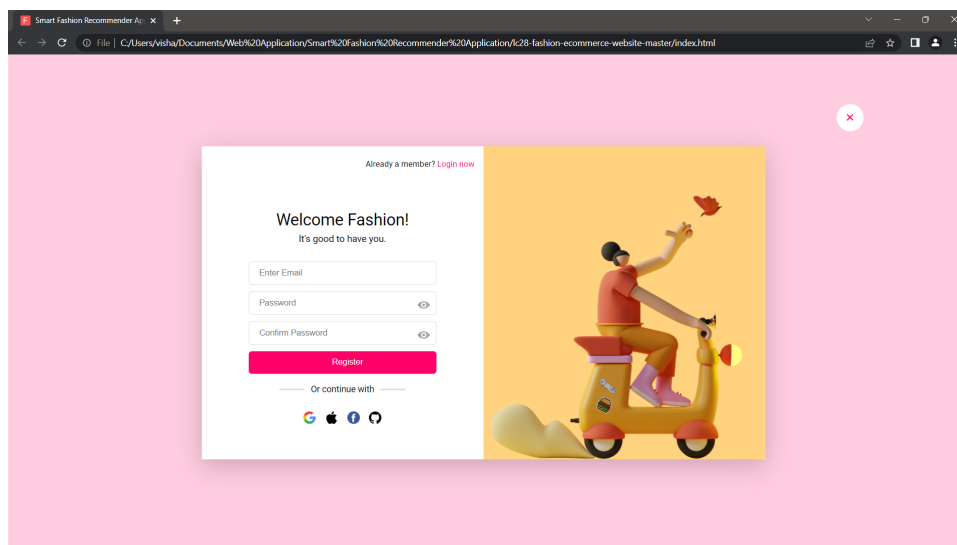 Smart Fashion Recommender Ap
File | C:/Users/visha/Documents/Web%20Application/Smart%20Fashion%20Recommender%20Application/lc28-fashion-ecommerce-website-master/index.html
Already a member? Login now
Welcome Fashion!
It's good to have you.
Enter Email
Password
Confirm Password
Register
Or continue with